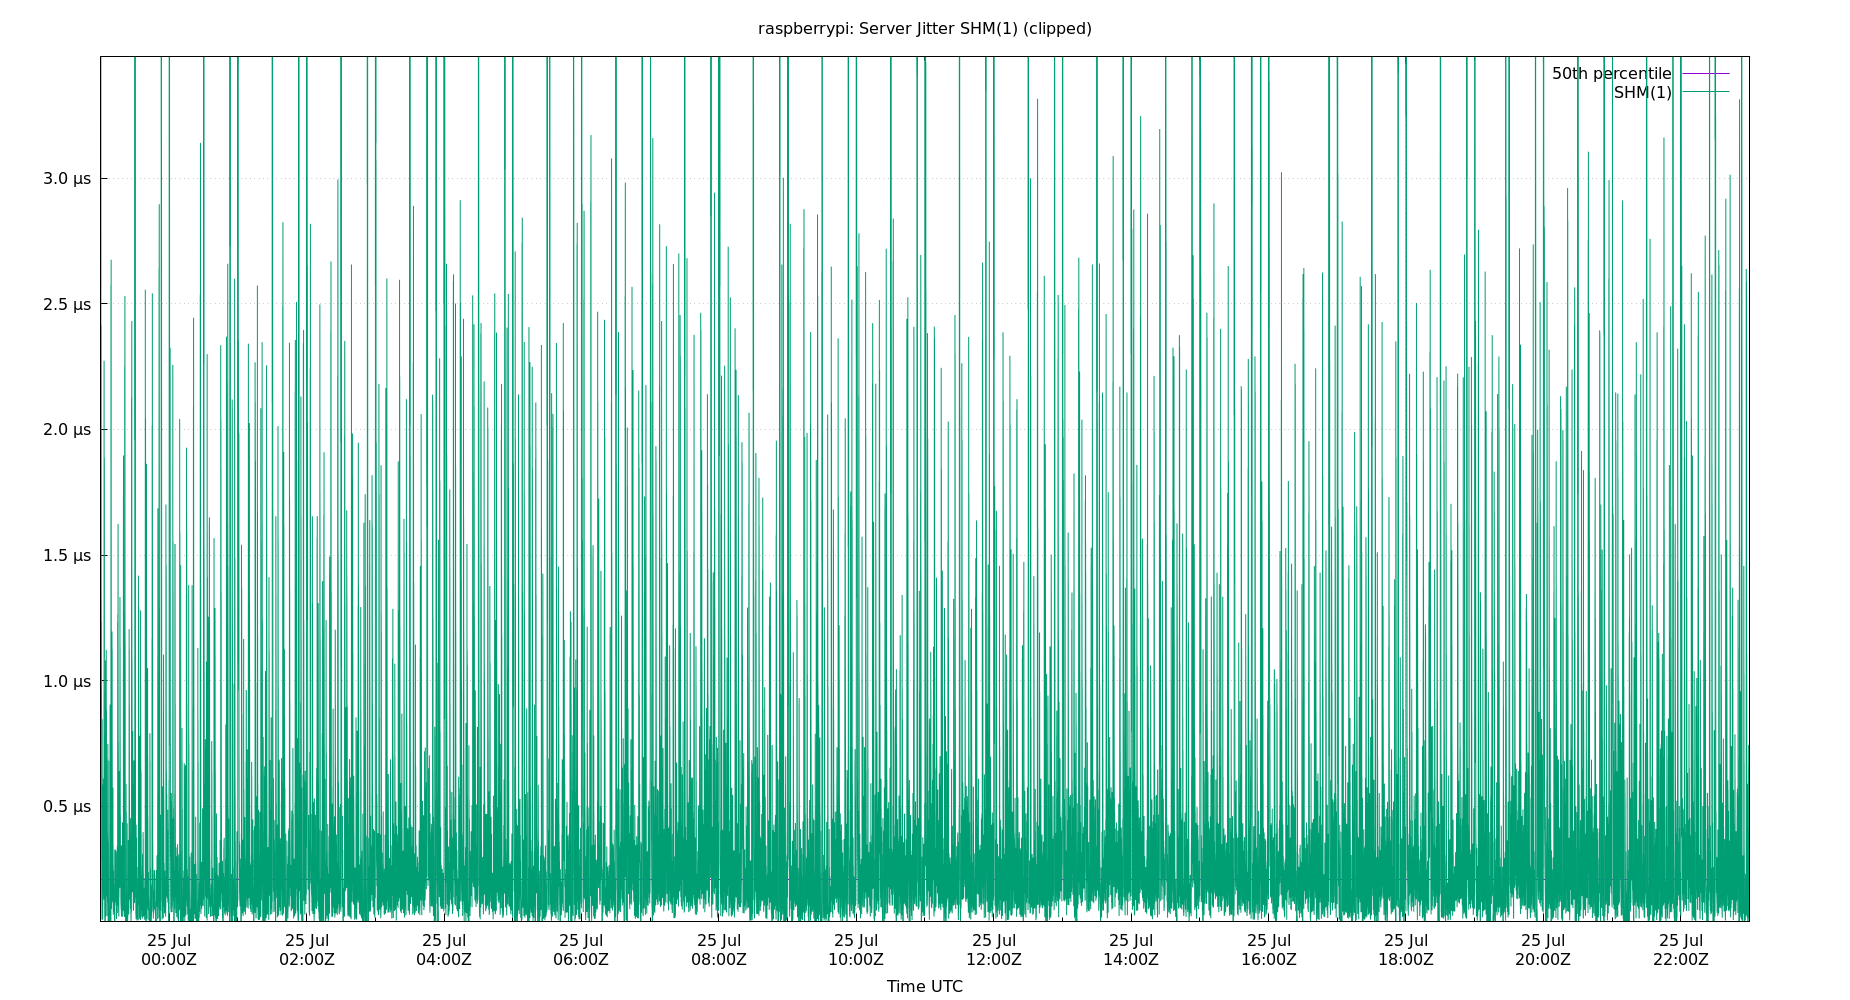 raspberrypi: Server Jitter SHM(1) (clipped)
50th percentile
SHM(1)
3.0 µs
2.5 µs
2.0 µs
1.5 µs
1.0 µs
0.5 µs
25 Jul 25 Jul 25 Jul 25 Jul 25 Jul 25 Jul 25 Jul 25 Jul 25 Jul 25 Jul 25 Jul 25 Jul
00:00Z 02:00Z 04:00Z 06:00Z 08:00Z 10:00Z 12:00Z 14:00Z 16:00Z 18:00Z 20:00Z 22:00Z
Time UTC